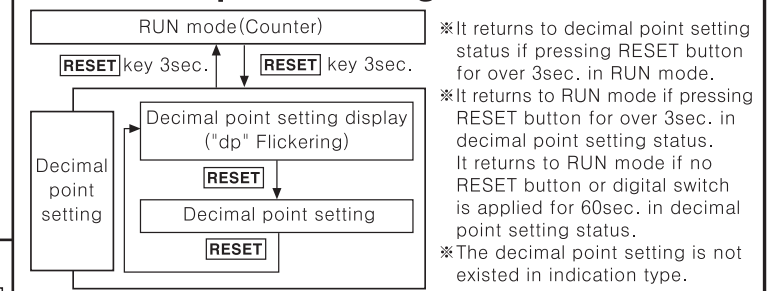 RUN mode(Counter)
RESET key 3sec. RESET key 3sec.
Decimal point setting
Decimal point setting display
("dp" Flickering)
RESET
Decimal point setting
RESET
※It returns to decimal point setting
status if pressing RESET button
for over 3sec. in RUN mode.
※It returns to RUN mode if pressing
RESET button for over 3sec. in
decimal point setting status.
It returns to RUN mode if no
RESET button or digital switch
is applied for 60sec. in decimal
point setting status.
※The decimal point setting is not
existed in indication type.